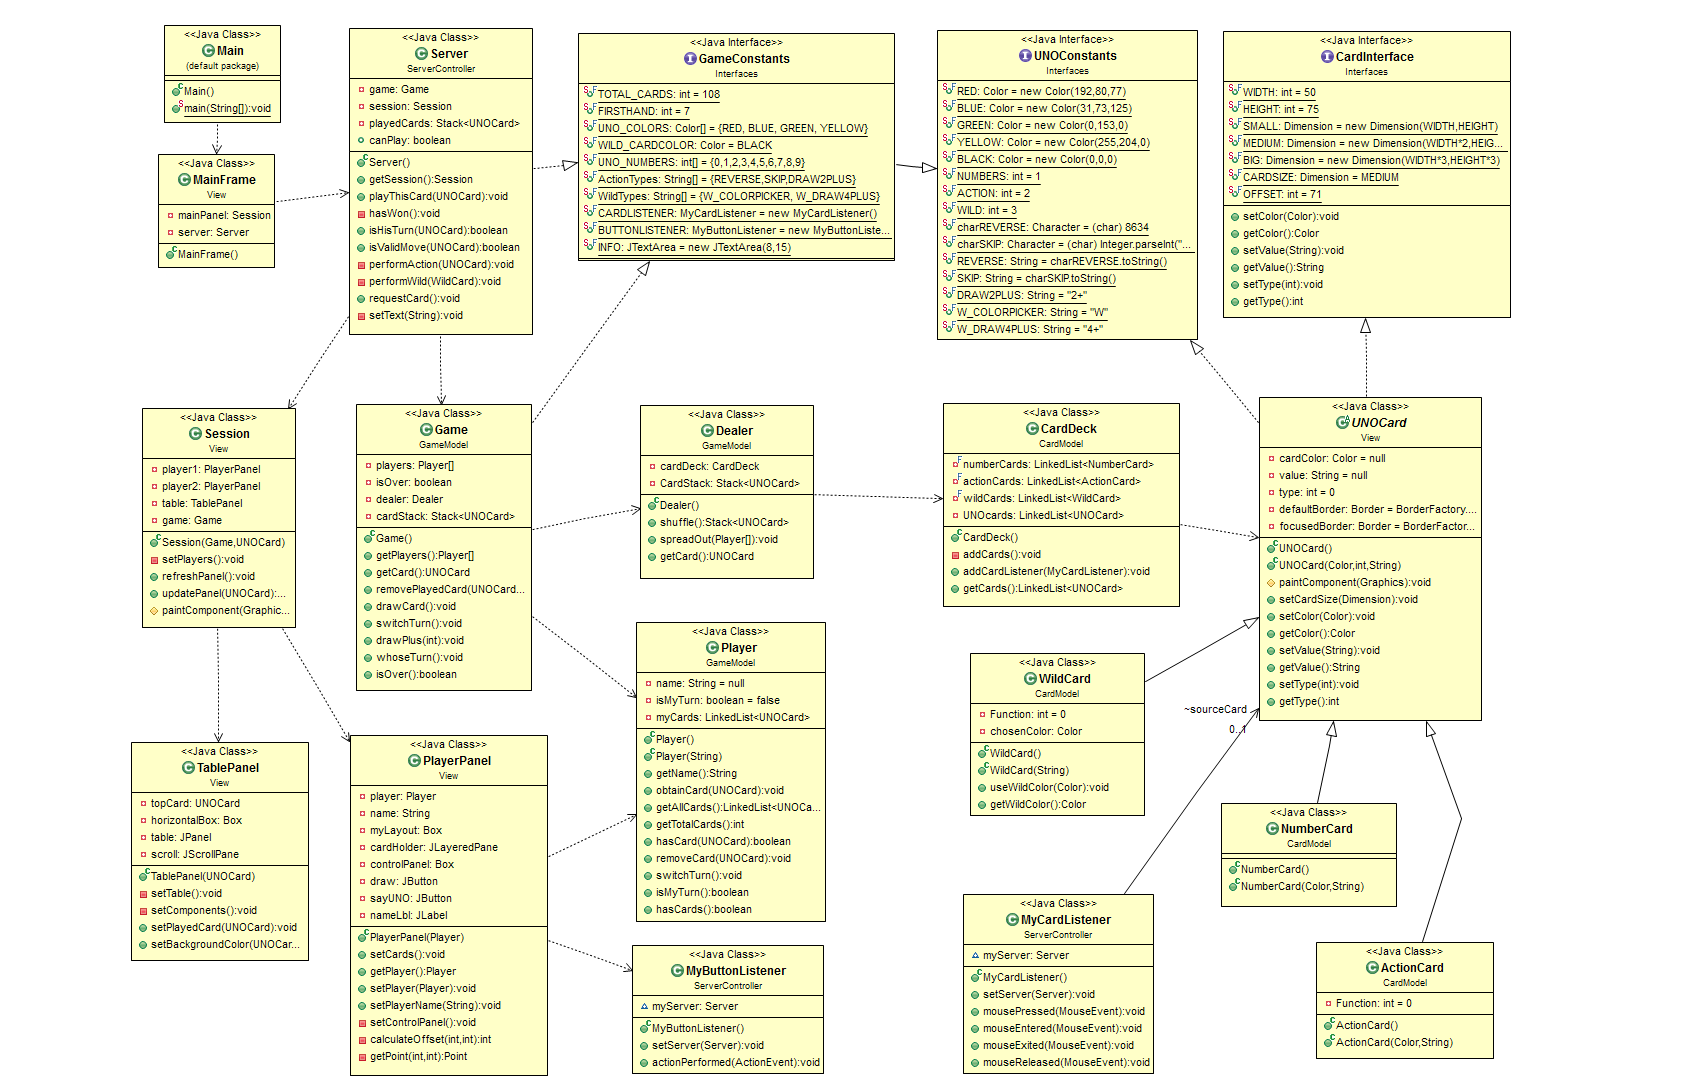 <<Java Class>>
Main
(default package)
Main()
main(String[]):void
<<Java Class>>
MainFrame
View
mainPanel: Session
server: Server
MainFrame()
<<Java Class>>
Server
ServerController
game: Game
session: Session
playedCards: Stack<UNOCard>
canPlay: boolean
Server()
getSession():Session
playThisCard(UNOCard):void
hasWon():void
isHisTurn(UNOCard):boolean
isValidMove(UNOCard):boolean
performAction(UNOCard):void
performWild(WildCard):void
requestCard():void
setText(String):void
<<Java Interface>>
GameConstants
Interfaces
TOTAL_CARDS: int = 108
FIRSTHAND: int = 7
UNO_COLORS: Color[] = {RED, BLUE, GREEN, YELLOW}
WILD_CARDCOLOR: Color = BLACK
UNO_NUMBERS: int[] = {0,1,2,3,4,5,6,7,8,9}
ActionTypes: String[] = {REVERSE,SKIP,DRAW2PLUS}
WildTypes: String[] = {W_COLORPICKER, W_DRAW4PLUS}
CARDLISTENER: MyCardListener = new MyCardListener()
BUTTONLISTENER: MyButtonListener = new MyButtonListe...
INFO: JTextArea = new JTextArea(8,15)
<<Java Interface>>
UNOConstants
Interfaces
RED: Color = new Color(192,80,77)
BLUE: Color = new Color(31,73,125)
GREEN: Color = new Color(0,153,0)
YELLOW: Color = new Color(255,204,0)
BLACK: Color = new Color(0,0,0)
NUMBERS: int = 1
ACTION: int = 2
WILD: int = 3
charREVERSE: Character = (char) 8634
charSKIP: Character = (char) Integer.parseInt("...
REVERSE: String = charREVERSE.toString()
SKIP: String = charSKIP.toString()
DRAW2PLUS: String = "2+"
W_COLORPICKER: String = "W"
W_DRAW4PLUS: String = "4+"
<<Java Interface>>
CardInterface
Interfaces
WIDTH: int = 50
HEIGHT: int = 75
SMALL: Dimension = new Dimension(WIDTH,HEIGHT)
MEDIUM: Dimension = new Dimension(WIDTH*2,HEIG...
BIG: Dimension = new Dimension(WIDTH*3,HEIGHT*3)
CARDSIZE: Dimension = MEDIUM
OFFSET: int = 71
setColor(Color):void
getColor():Color
setValue(String):void
getValue():String
setType(int):void
getType():int
<<Java Class>>
Session
View
player1: PlayerPanel
player2: PlayerPanel
table: TablePanel
game: Game
Session(Game,UNOCard)
setPlayers():void
refreshPanel():void
updatePanel(UNOCard):...
paintComponent(Graphic...
<<Java Class>>
Game
GameModel
players: Player[]
isOver: boolean
dealer: Dealer
cardStack: Stack<UNOCard>
Game()
getPlayers():Player[]
getCard():UNOCard
removePlayedCard(UNOCard...
drawCard():void
switchTurn():void
drawPlus(int):void
whoseTurn():void
isOver():boolean
<<Java Class>>
Dealer
GameModel
cardDeck: CardDeck
CardStack: Stack<UNOCard>
Dealer()
shuffle():Stack<UNOCard>
spreadOut(Player[]):void
getCard():UNOCard
<<Java Class>>
CardDeck
CardModel
numberCards: LinkedList<NumberCard>
actionCards: LinkedList<ActionCard>
wildCards: LinkedList<WildCard>
UNOcards: LinkedList<UNOCard>
CardDeck()
addCards():void
addCardListener(MyCardListener):void
getCards():LinkedList<UNOCard>
<<Java Class>>
UNOCard
View
cardColor: Color = null
value: String = null
type: int = 0
defaultBorder: Border = BorderFactory....
focusedBorder: Border = BorderFactor...
UNOCard()
UNOCard(Color,int,String)
paintComponent(Graphics):void
setCardSize(Dimension):void
setColor(Color):void
getColor():Color
setValue(String):void
getValue():String
setType(int):void
getType():int
<<Java Class>>
Player
GameModel
name: String = null
isMyTurn: boolean = false
myCards: LinkedList<UNOCard>
Player()
Player(String)
getName():String
obtainCard(UNOCard):void
getAllCards():LinkedList<UNOCa...
getTotalCards():int
hasCard(UNOCard):boolean
removeCard(UNOCard):void
switchTurn():void
isMyTurn():boolean
hasCards():boolean
<<Java Class>>
WildCard
CardModel
Function: int = 0
chosenColor: Color
WildCard()
WildCard(String)
useWildColor(Color):void
getWildColor():Color
~sourceCard
0..1
<<Java Class>>
TablePanel
View
topCard: UNOCard
horizontalBox: Box
table: JPanel
scroll: JScrollPane
TablePanel(UNOCard)
setTable():void
setComponents():void
setPlayedCard(UNOCard):void
setBackgroundColor(UNOCar...
<<Java Class>>
PlayerPanel
View
player: Player
name: String
myLayout: Box
cardHolder: JLayeredPane
controlPanel: Box
draw: JButton
sayUNO: JButton
nameLbl: JLabel
PlayerPanel(Player)
setCards():void
getPlayer():Player
setPlayer(Player):void
setPlayerName(String):void
setControlPanel():void
calculateOffset(int,int):int
getPoint(int,int):Point
<<Java Class>>
MyButtonListener
ServerController
myServer: Server
MyButtonListener()
setServer(Server):void
actionPerformed(ActionEvent):void
<<Java Class>>
MyCardListener
ServerController
myServer: Server
MyCardListener()
setServer(Server):void
mousePressed(MouseEvent):void
mouseEntered(MouseEvent):void
mouseExited(MouseEvent):void
mouseReleased(MouseEvent):void
<<Java Class>>
NumberCard
CardModel
NumberCard()
NumberCard(Color,String)
<<Java Class>>
ActionCard
CardModel
Function: int = 0
ActionCard()
ActionCard(Color,String)